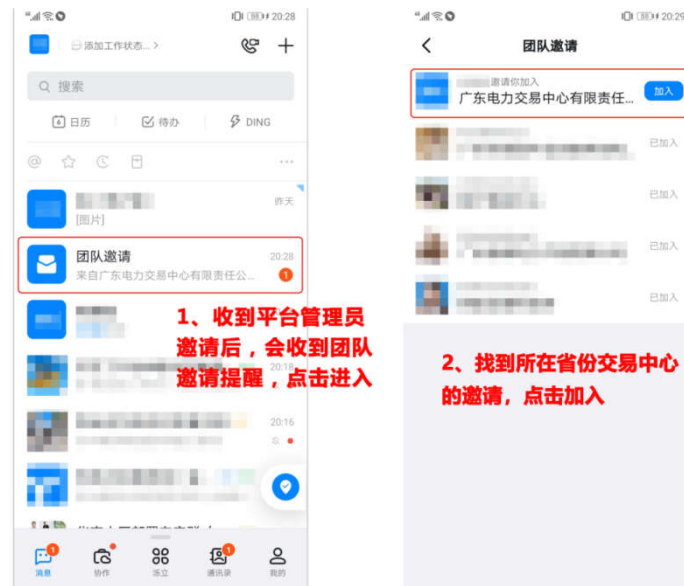 20:28
添加工作状态... >
搜索
日历
待办
DING
昨天
[图片]
团队邀请
20:28
来自广东电力交易中心有限责任公...
1
1、收到平台管理员
邀请后，会收到团队
邀请提醒，点击进入
20:18
20:16
1
消息
协作
1
通讯录
我的
20:29
团队邀请
邀请你加入
广东电力交易中心有限责任...
加入
已加入
已加入
已加入
已加入
2、找到所在省份交易中心
的邀请，点击加入